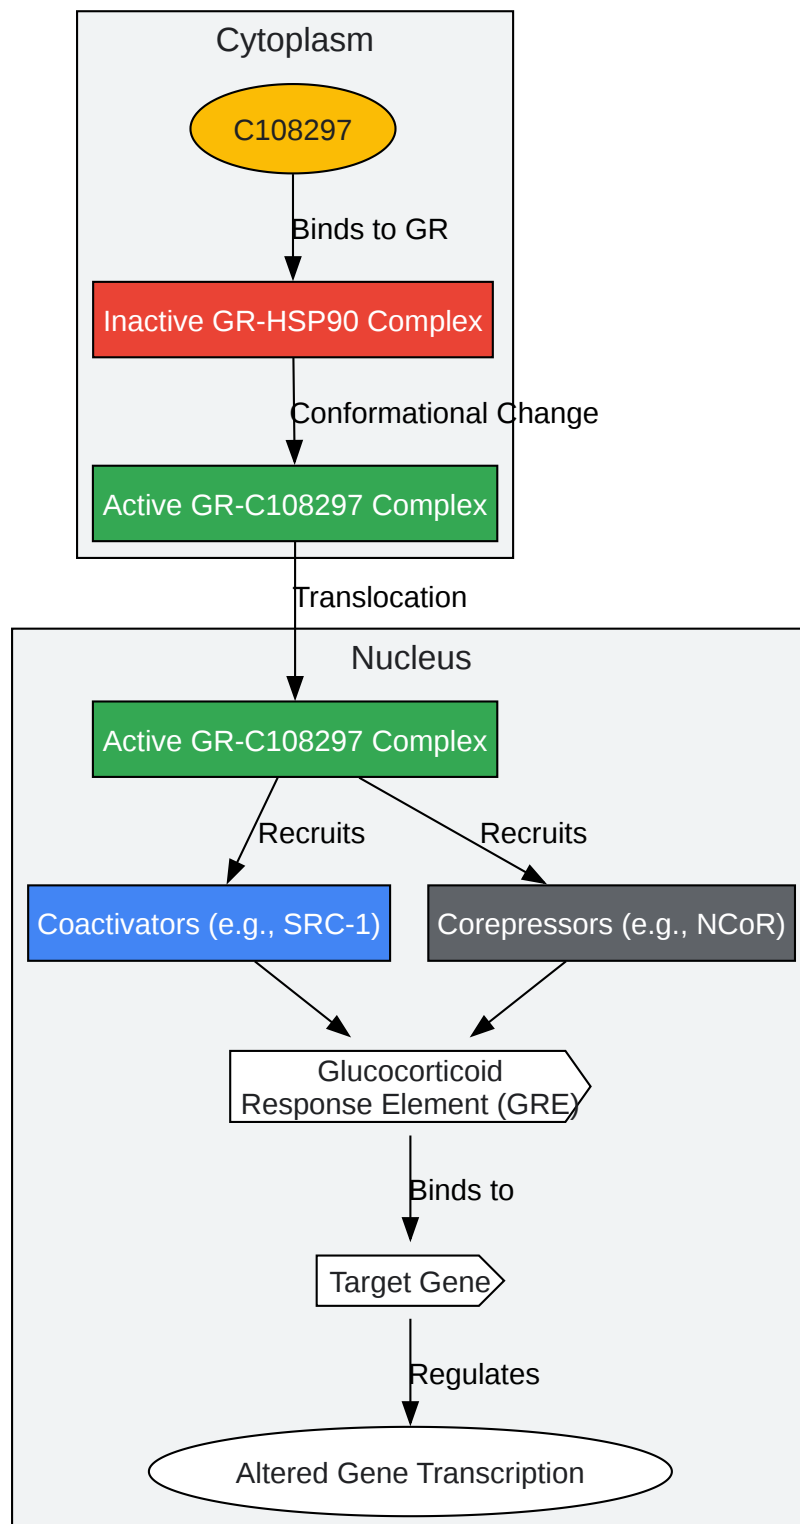 Cytoplasm
C108297
Binds to GR
Inactive GR-HSP90 Complex
Conformational Change
Active GR-C108297 Complex
Translocation
Nucleus
Active GR-C108297 Complex
Recruits
Recruits
Coactivators (e.g., SRC-1)
Corepressors (e.g., NCoR)
Glucocorticoid
Response Element (GRE)
Binds to
Target Gene
Regulates
Altered Gene Transcription